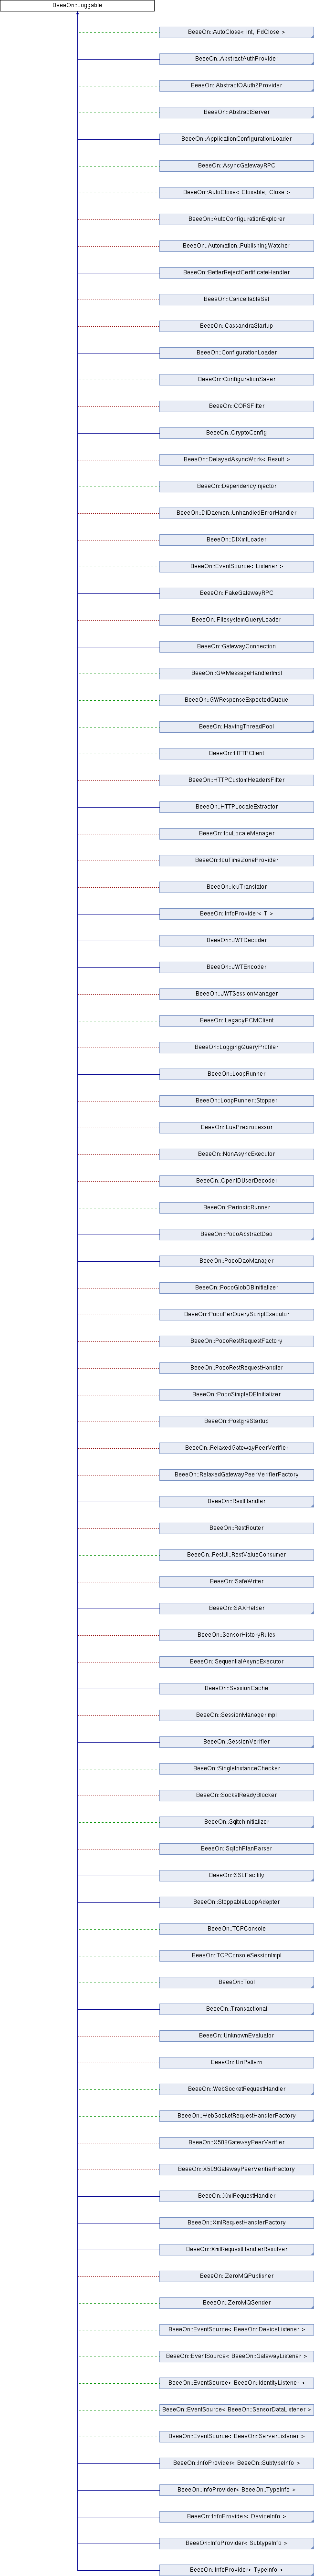 BeeeOn::Loggable
BeeeOn::AutoClose< int, FdClose >
BeeeOn::AbstractAuthProvider
BeeeOn::AbstractOAuth2Provider
BeeeOn::AbstractServer
BeeeOn::ApplicationConfigurationLoader
BeeeOn::AsyncGatewayRPC
BeeeOn::AutoClose< Closable, Close >
BeeeOn::AutoConfigurationExplorer
BeeeOn::Automation::PublishingWatcher
BeeeOn::BetterRejectCertificateHandler
BeeeOn::CancellableSet
BeeeOn::CassandraStartup
BeeeOn::ConfigurationLoader
BeeeOn::ConfigurationSaver
BeeeOn::CORSFilter
BeeeOn::CryptoConfig
BeeeOn::DelayedAsyncWork< Result >
BeeeOn::DependencyInjector
BeeeOn::DIDaemon::UnhandledErrorHandler
BeeeOn::DIXmlLoader
BeeeOn::EventSource< Listener >
BeeeOn::FakeGatewayRPC
BeeeOn::FilesystemQueryLoader
BeeeOn::GatewayConnection
BeeeOn::GWMessageHandlerImpl
BeeeOn::GWResponseExpectedQueue
BeeeOn::HavingThreadPool
BeeeOn::HTTPClient
BeeeOn::HTTPCustomHeadersFilter
BeeeOn::HTTPLocaleExtractor
BeeeOn::IcuLocaleManager
BeeeOn::IcuTimeZoneProvider
BeeeOn::IcuTranslator
BeeeOn::InfoProvider< T >
BeeeOn::JWTDecoder
BeeeOn::JWTEncoder
BeeeOn::JWTSessionManager
BeeeOn::LegacyFCMClient
BeeeOn::LoggingQueryProfiler
BeeeOn::LoopRunner
BeeeOn::LoopRunner::Stopper
BeeeOn::LuaPreprocessor
BeeeOn::NonAsyncExecutor
BeeeOn::OpenIDUserDecoder
BeeeOn::PeriodicRunner
BeeeOn::PocoAbstractDao
BeeeOn::PocoDaoManager
BeeeOn::PocoGlobDBInitializer
BeeeOn::PocoPerQueryScriptExecutor
BeeeOn::PocoRestRequestFactory
BeeeOn::PocoRestRequestHandler
BeeeOn::PocoSimpleDBInitializer
BeeeOn::PostgreStartup
BeeeOn::RelaxedGatewayPeerVerifier
BeeeOn::RelaxedGatewayPeerVerifierFactory
BeeeOn::RestHandler
BeeeOn::RestRouter
BeeeOn::RestUI::RestValueConsumer
BeeeOn::SafeWriter
BeeeOn::SAXHelper
BeeeOn::SensorHistoryRules
BeeeOn::SequentialAsyncExecutor
BeeeOn::SessionCache
BeeeOn::SessionManagerImpl
BeeeOn::SessionVerifier
BeeeOn::SingleInstanceChecker
BeeeOn::SocketReadyBlocker
BeeeOn::SqitchInitializer
BeeeOn::SqitchPlanParser
BeeeOn::SSLFacility
BeeeOn::StoppableLoopAdapter
BeeeOn::TCPConsole
BeeeOn::TCPConsoleSessionImpl
BeeeOn::Tool
BeeeOn::Transactional
BeeeOn::UnknownEvaluator
BeeeOn::UriPattern
BeeeOn::WebSocketRequestHandler
BeeeOn::WebSocketRequestHandlerFactory
BeeeOn::X509GatewayPeerVerifier
BeeeOn::X509GatewayPeerVerifierFactory
BeeeOn::XmlRequestHandler
BeeeOn::XmlRequestHandlerFactory
BeeeOn::XmlRequestHandlerResolver
BeeeOn::ZeroMQPublisher
BeeeOn::ZeroMQSender
BeeeOn::EventSource< BeeeOn::DeviceListener >
BeeeOn::EventSource< BeeeOn::GatewayListener >
BeeeOn::EventSource< BeeeOn::IdentityListener >
BeeeOn::EventSource< BeeeOn::SensorDataListener >
BeeeOn::EventSource< BeeeOn::ServerListener >
BeeeOn::InfoProvider< BeeeOn::SubtypeInfo >
BeeeOn::InfoProvider< BeeeOn::TypeInfo >
BeeeOn::InfoProvider< DeviceInfo >
BeeeOn::InfoProvider< SubtypeInfo >
BeeeOn::InfoProvider< TypeInfo >